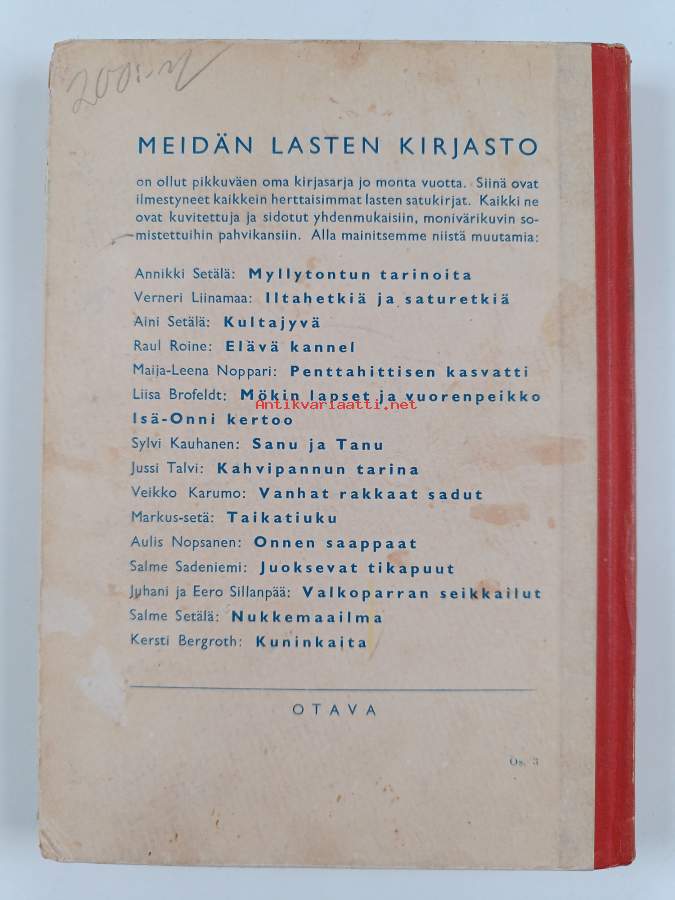 200:-
MEIDÄN LASTEN KIRJASTO
on ollut pikkuväen oma kirjasarja jo monta vuotta. Siinä ovat
ilmestyneet kaikkein herttaisimmat lasten satukirjat. Kaikki ne
ovat kuvitettuja ja sidotut yhdenmukaisiin, monivärikuvin so-
mistettuihin pahvikansiin. Alla mainitsemme niistä muutamia:
Annikki Setälä: Myllytontun tarinoita
Verneri Liinamaa: Iltahetkiä ja saturetkiä
Aini Setälä: Kultajyvä
Raul Roine: Elävä kannel
Maija-Leena Noppari: Penttahittisen kasvatti
Liisa Brofeldt: Mökin lapset ja vuorenpeikko
Antikvariaatti.net
Isä-Onni kertoo
Sylvi Kauhanen: Sanu ja Tanu
Jussi Talvi: Kahvipannun tarina
Veikko Karumo: Vanhat rakkaat sadut
Markus-setä: Taikatiuku
Aulis Nopsanen: Onnen saappaat
Salme Sadeniemi: Juoksevat tikapuut
Juhani ja Eero Sillanpää: Valkoparran seikkailut
Salme Setälä: Nukkemaailma
Kersti Bergroth: Kuninkaita
OTAVA
Os. 3